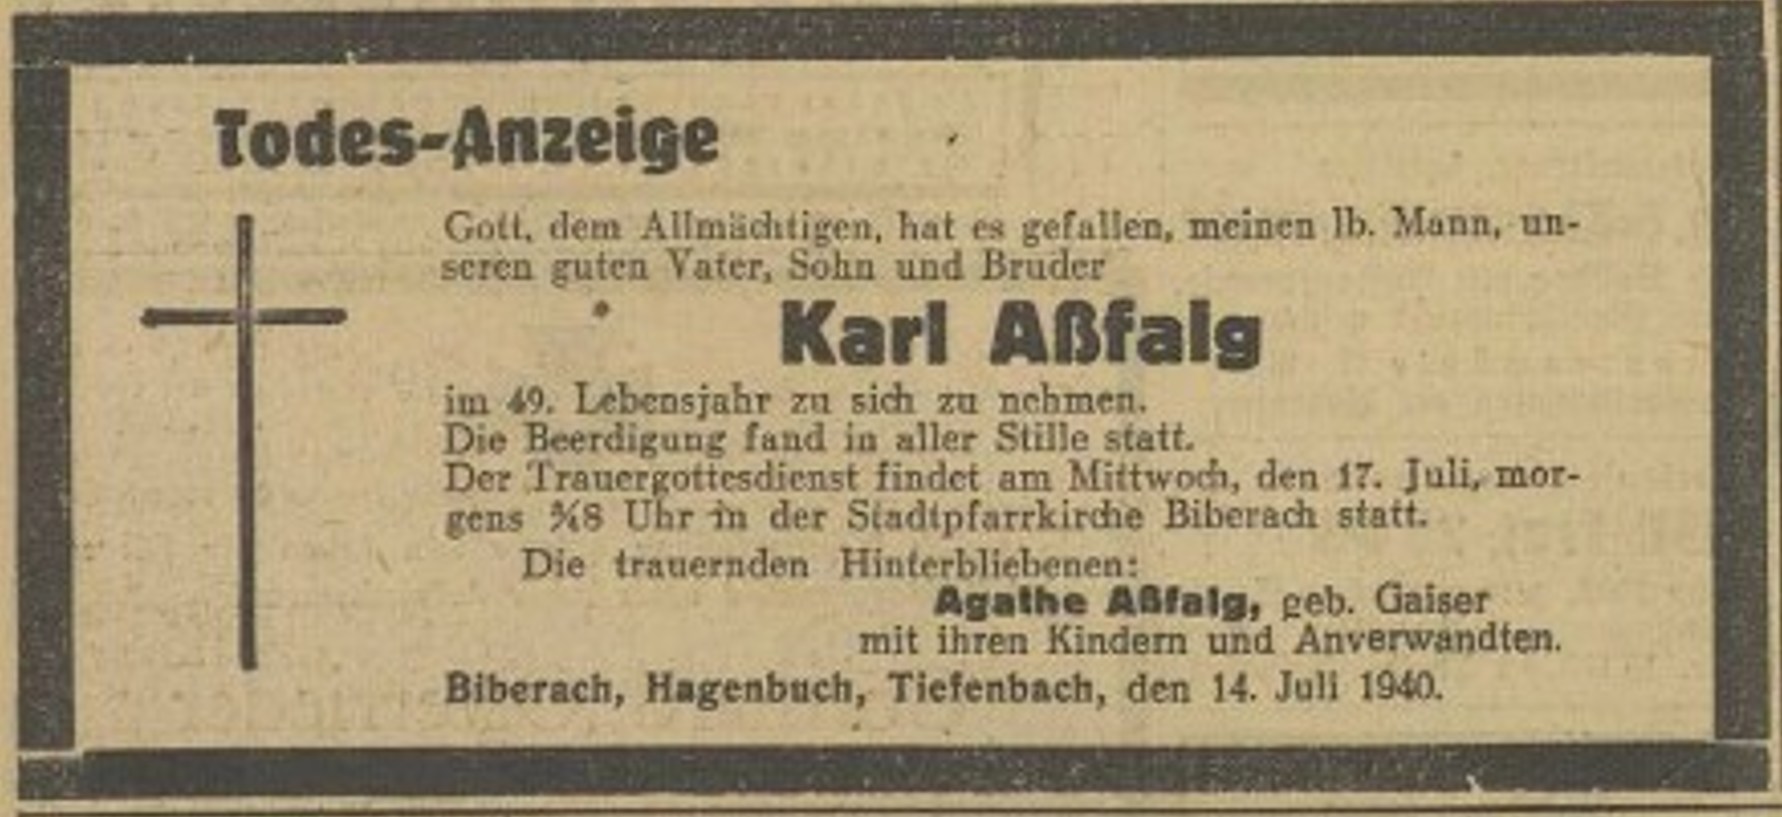 Todes-Anzeige
Gott, dem Allmächtigen, hat es gefallen, meinen lb. Mann, un-
seren guten Vater, Sohn und Bruder
Karl Aßfalg
im 49. Lebensjahr zu sich zu nehmen.
Die Beerdigung fand in aller Stille statt.
Der Trauergottesdienst findet am Mittwoch, den 17. Juli, mor-
gens ¾8 Uhr in der Stadtpfarrkirche Biberach statt.
Die trauernden Hinterbliebenen:
Agathe Aßfalg, geb. Gaiser
mit ihren Kindern und Anverwandten.
Biberach, Hagenbuch, Tiefenbach, den 14. Juli 1940.